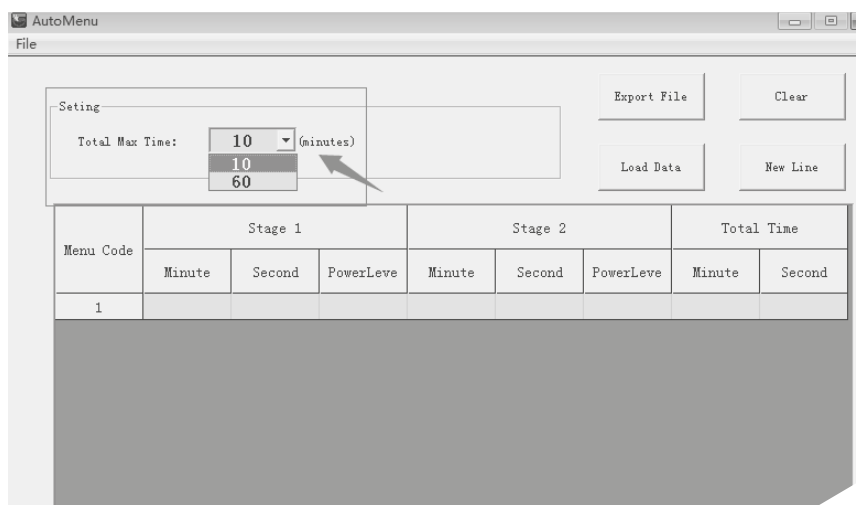 AutoMenu
File
Seting
Total Max Time: 10 (minutes)
10
60
Export File
Clear
Load Data
New Line
Menu Code
Stage 1
Stage 2
Total Time
Minute Second PowerLeve Minute Second PowerLeve Minute Second
1